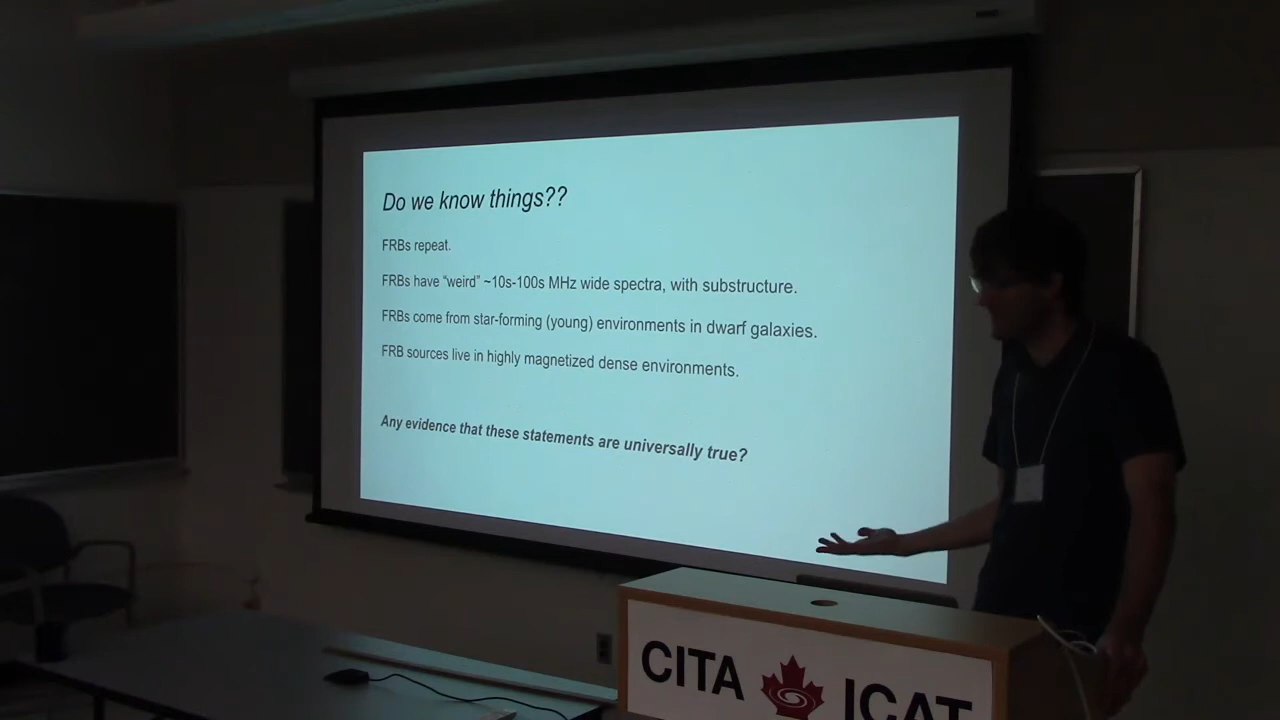 Do we know things??
FRBs repeat.
FRBs have “weird” ~10s-100s MHz wide spectra, with substructure.
FRBs come from star-forming (young) environments in dwarf galaxies.
FRB sources live in highly magnetized dense environments.
Any evidence that these statements are universally true?
CITA ICAT